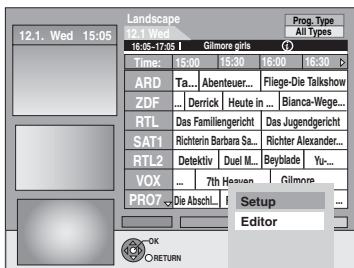 Landscape
Prog. Type
All Types
12.1. Wed 15:05
12.1 Wed
16:05-17:05 Gilmore girls
Time: 15:00 15:30 16:00 16:30
ARD Ta... Abenteuer... Fliege-Die Talkshow
ZDF ... Derrick Heute in ... Bianca-Wege...
RTL Das Familiengericht Das Jugendgericht
SAT1 Richterin Barbara Sa... Richter Alexander...
RTL2 Detektiv Duel M... Beyblade Yu-...
VOX ... 7th Heaven Gilmore
PRO7 Die Abschl... ...
Setup
Editor
OK
RETURN